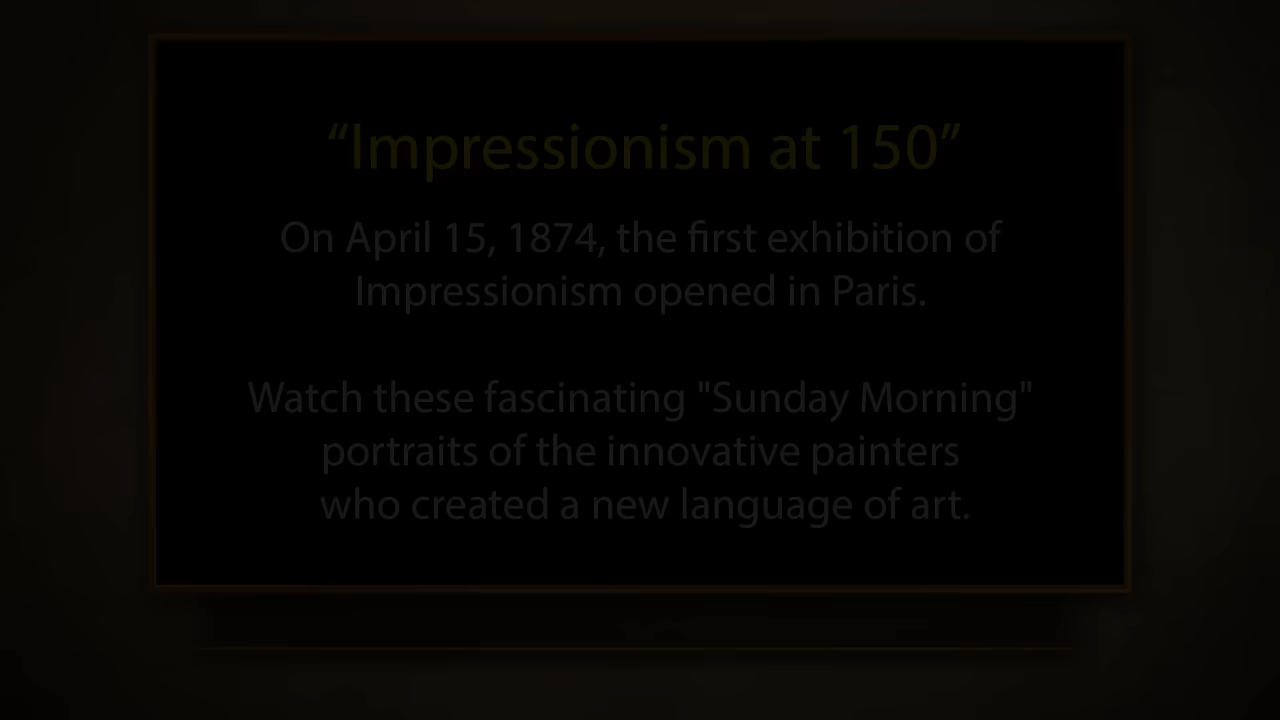 “Impressionism at 150”
On April 15, 1874, the first exhibition of
Impressionism opened in Paris.
Watch these fascinating "Sunday Morning"
portraits of the innovative painters
who created a new language of art.